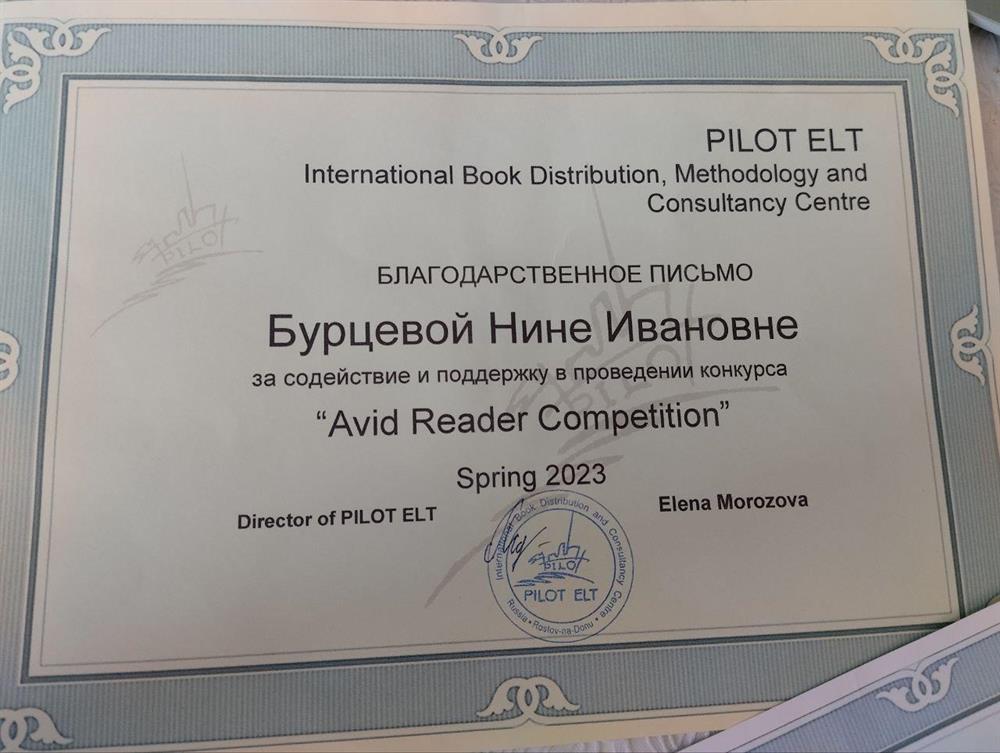 PILOT ELT
International Book Distribution, Methodology and
Consultancy Centre
PILOT
БЛАГОДАРСТВЕННОЕ ПИСЬМО
Бурцевой Нине Ивановне
за содействие и поддержку в проведении конкурса
PILOT
“Avid Reader Competition”
Spring 2023
Director of PILOT ELT
Elena Morozova
International Book Distribution and Consultancy Centre
PILOT
PILOT ELT
Russia • Rostov-na-Donu •